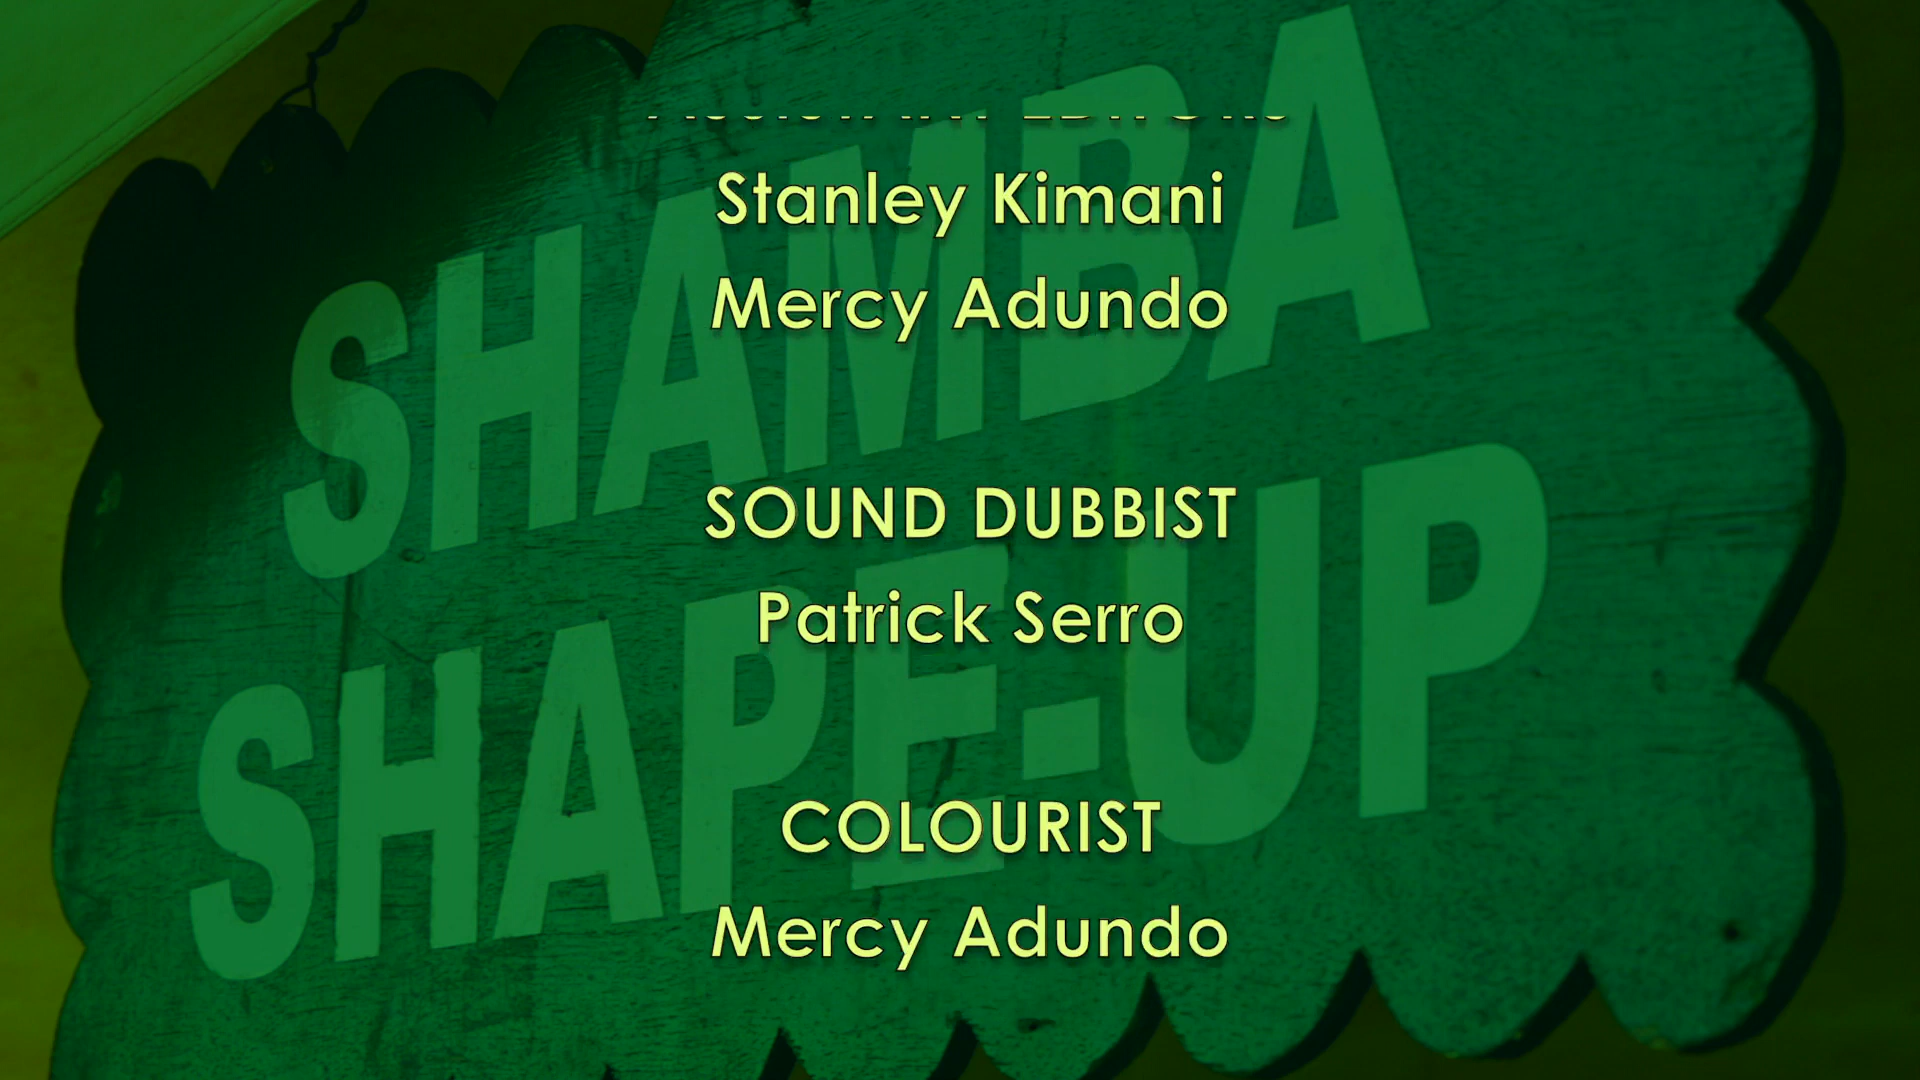 Stanley Kimani
Mercy Adundo
SOUND DUBBIST
Patrick Serro
COLOURIST
Mercy Adundo
SHAMBA
SHAPE-UP